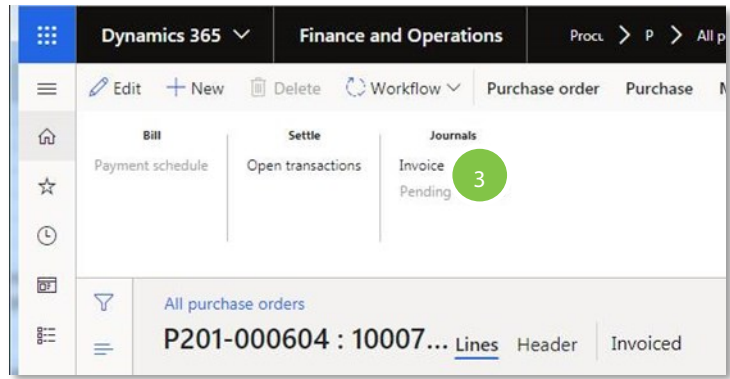 Dynamics 365 Finance and Operations Procu > P > All p
Edit + New Delete Workflow Purchase order Purchase
Bill Settle Journals
Payment schedule Open transactions Invoice
3
Pending
All purchase orders
P201-000604 : 10007... Lines Header Invoiced